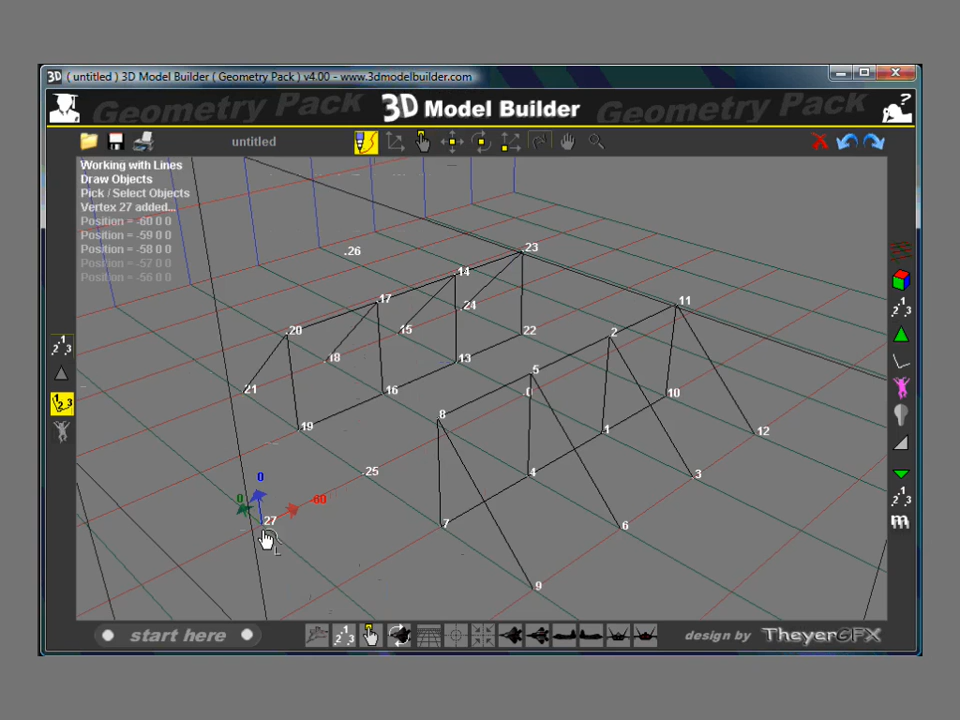 3D ( untitled ) 3D Model Builder ( Geometry Pack ) v4.00 - www.3dmodelbuilder.com
Geometry Pack 3D Model Builder Geometry Pack
untitled
Working with Lines
Draw Objects
Pick / Select Objects
Vertex 27 added...
Position = -60 0 0
Position = -59 0 0
Position = -58 0 0
Position = -57 0 0
Position = -56 0 0
.26
23
14
17
11
24
20
15
22
2
18
13
5
21
16
0
10
8
19
1
12
25
4
3
0
0
-60
27
7
6
9
start here
design by TheyerGFX